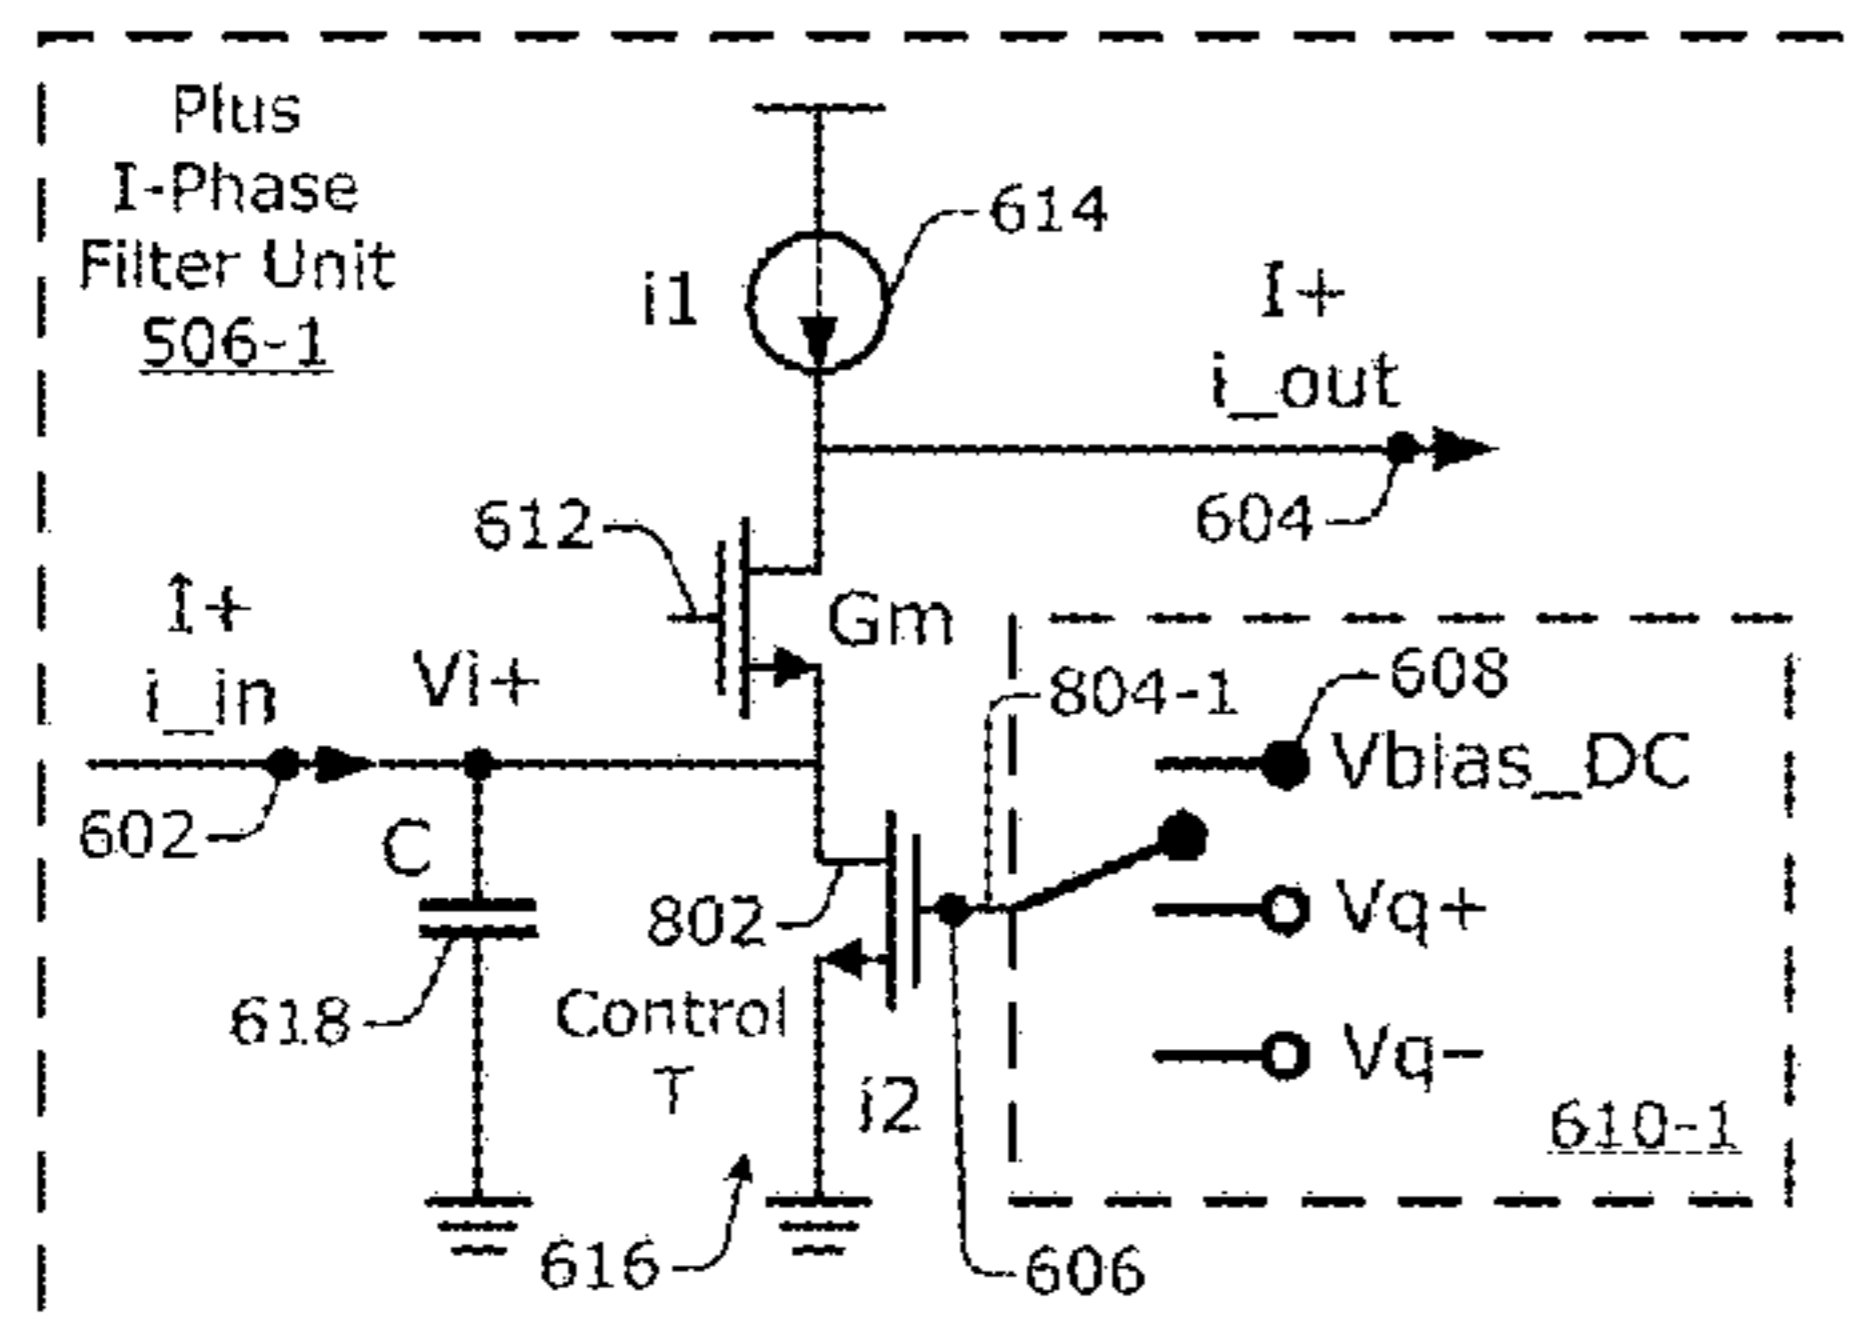 Plus
I-Phase
Filter Unit
506-1
614
i1
I+
i_out
604
612
Gm
I+
i_in
Vi+
602
C
618
802
Control
T
i2
616
606
804-1
608
Vbias_DC
Vq+
Vq-
610-1